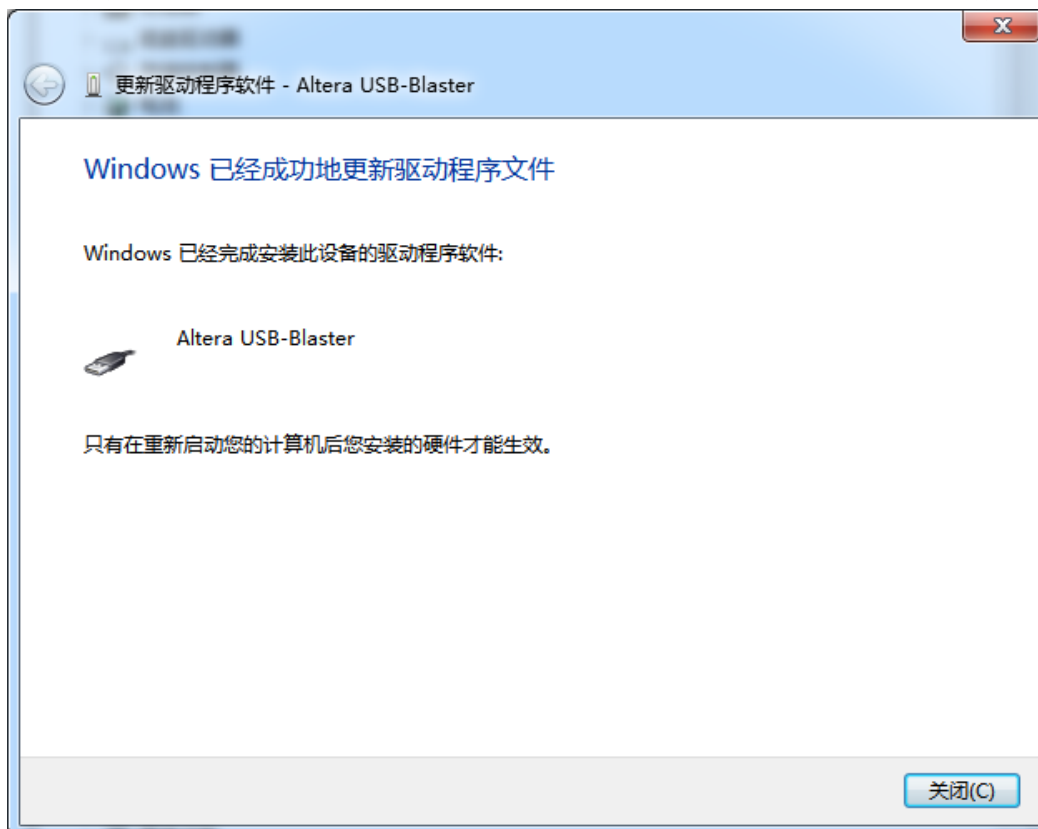 更新驱动程序软件 - Altera USB-Blaster
Windows 已经成功地更新驱动程序文件
Windows 已经完成安装此设备的驱动程序软件:
Altera USB-Blaster
只有在重新启动您的计算机后您安装的硬件才能生效。
关闭(C)